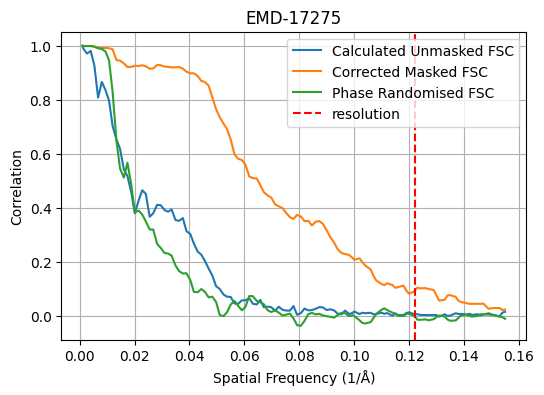 EMD-17275
Calculated Unmasked FSC
Corrected Masked FSC
Phase Randomised FSC
resolution
Correlation
1.0
0.8
0.6
0.4
0.2
0.0
0.00 0.02 0.04 0.06 0.08 0.10 0.12 0.14 0.16
Spatial Frequency (1/Å)